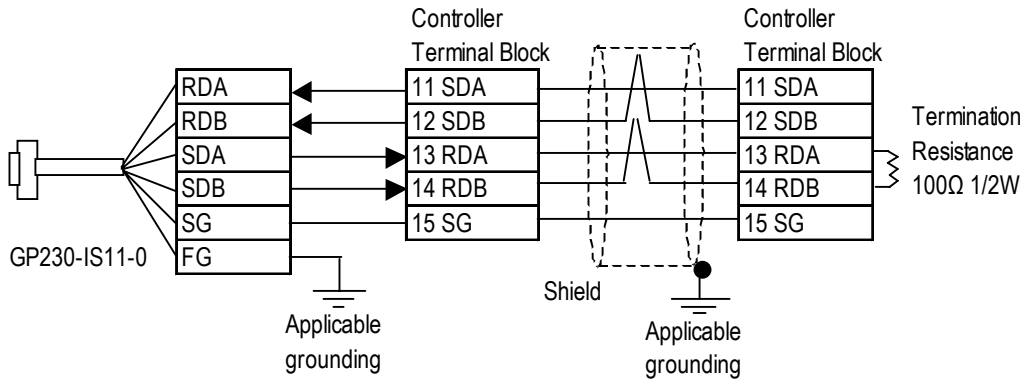 Controller
Terminal Block
Controller
Terminal Block
RDA
RDB
SDA
SDB
SG
FG
11 SDA
12 SDB
13 RDA
14 RDB
15 SG
11 SDA
12 SDB
13 RDA
14 RDB
15 SG
Termination
Resistance
100Ω 1/2W
GP230-IS11-0
Shield
Applicable
grounding
Applicable
grounding